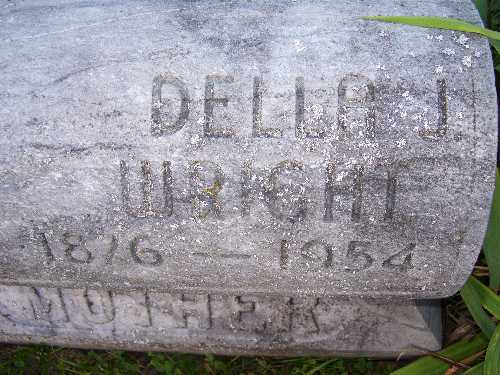 DELLA J.
WRIGHT
1876 — 1954
MOTHER